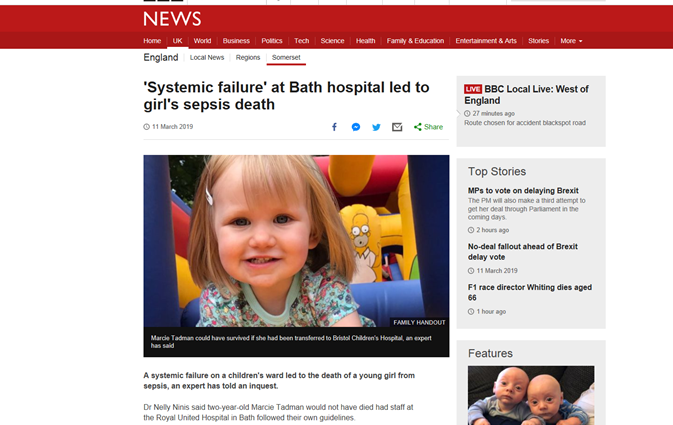 NEWS
Home UK World Business Politics Tech Science Health Family & Education Entertainment & Arts Stories More
England Local News Regions Somerset
'Systemic failure' at Bath hospital led to
girl's sepsis death
11 March 2019
Share
FAMILY HANDOUT
Marcie Tadman could have survived if she had been transferred to Bristol Children's Hospital, an expert
has said
A systemic failure on a children's ward led to the death of a young girl from
sepsis, an expert has told an inquest.
Dr Nelly Ninis said two-year-old Marcie Tadman would not have died had staff at
the Royal United Hospital in Bath followed their own guidelines.
LIVE BBC Local Live: West of
England
27 minutes ago
Route chosen for accident blackspot road
Top Stories
MPs to vote on delaying Brexit
The PM will also make a third attempt to
get her deal through Parliament in the
coming days.
2 hours ago
No-deal fallout ahead of Brexit
delay vote
11 March 2019
F1 race director Whiting dies aged
66
1 hour ago
Features